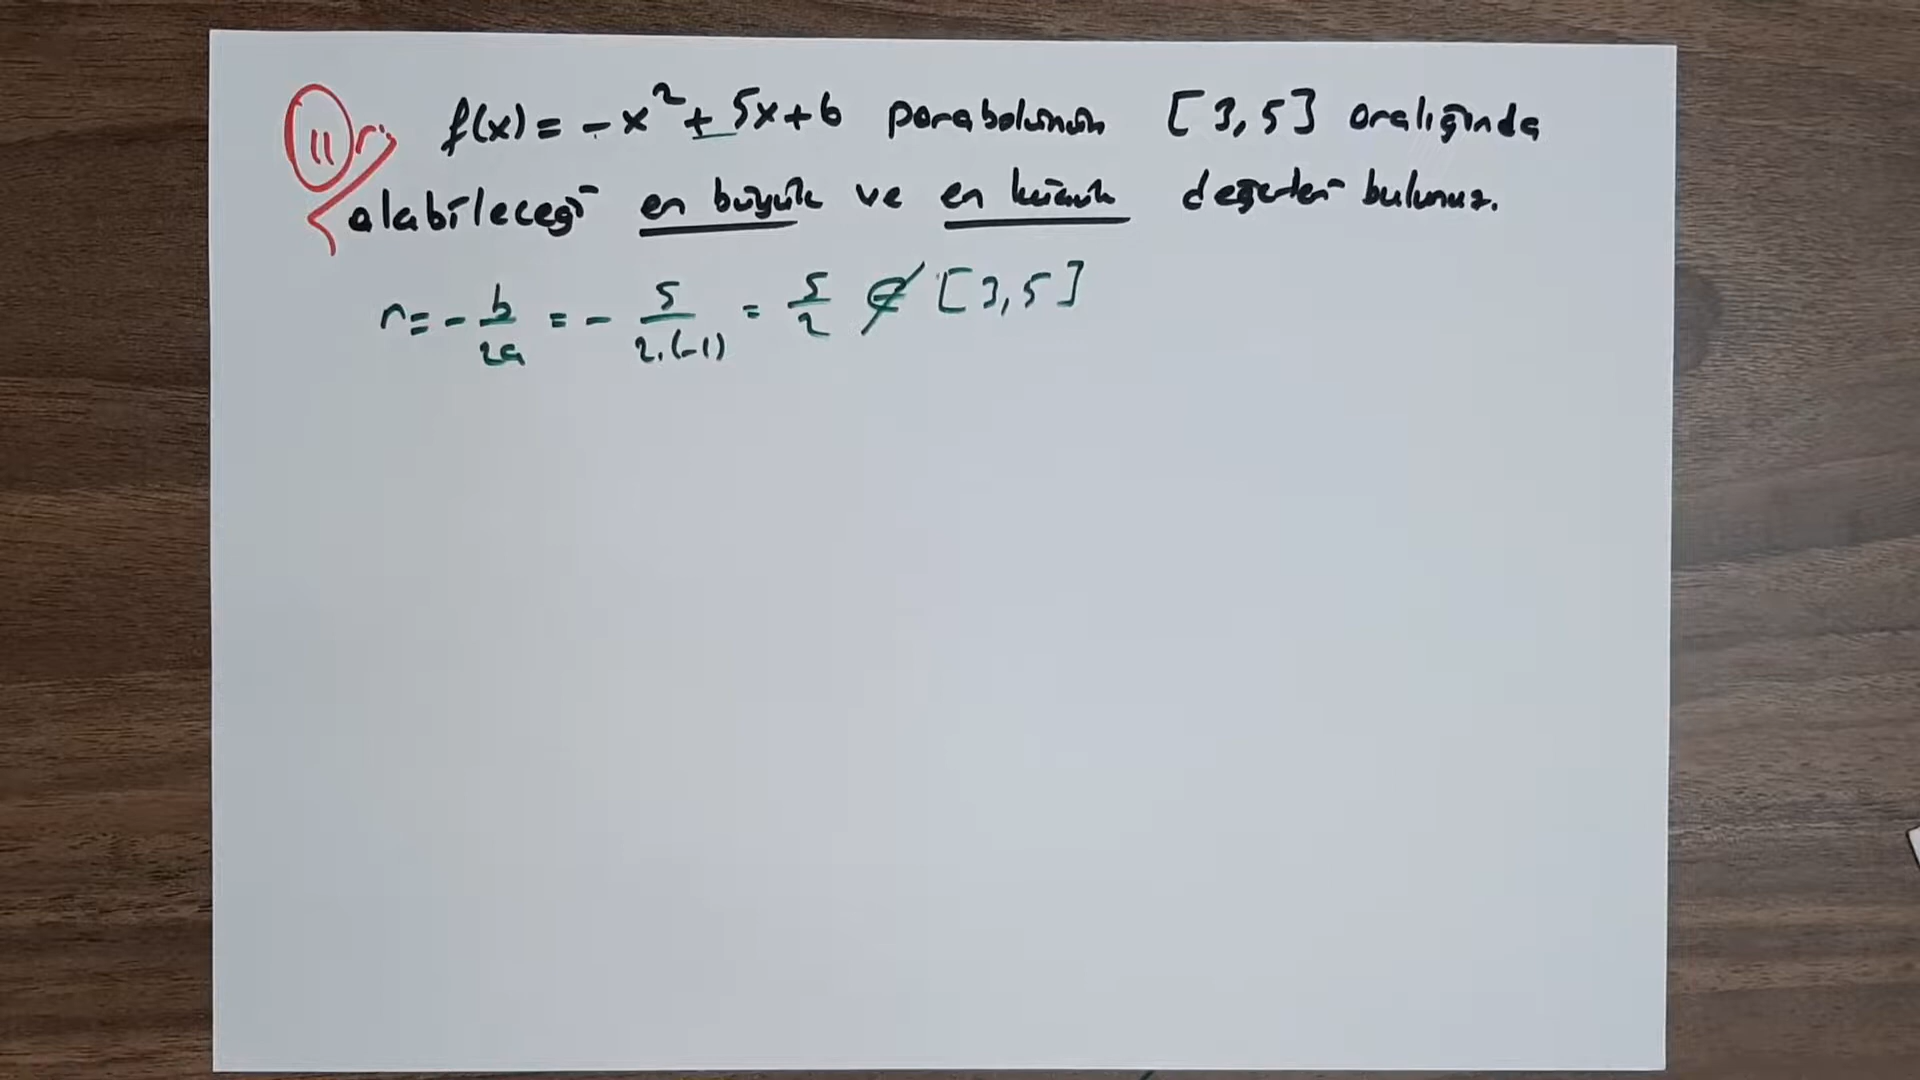 11 f(x) = -x² + 5x + 6 parabolünün [3, 5] aralığında
alabileceği en büyük ve en küçük değerleri bulunuz.
r = - b/2a = - 5/2.(-1) = 5/2 ∉ [3, 5]